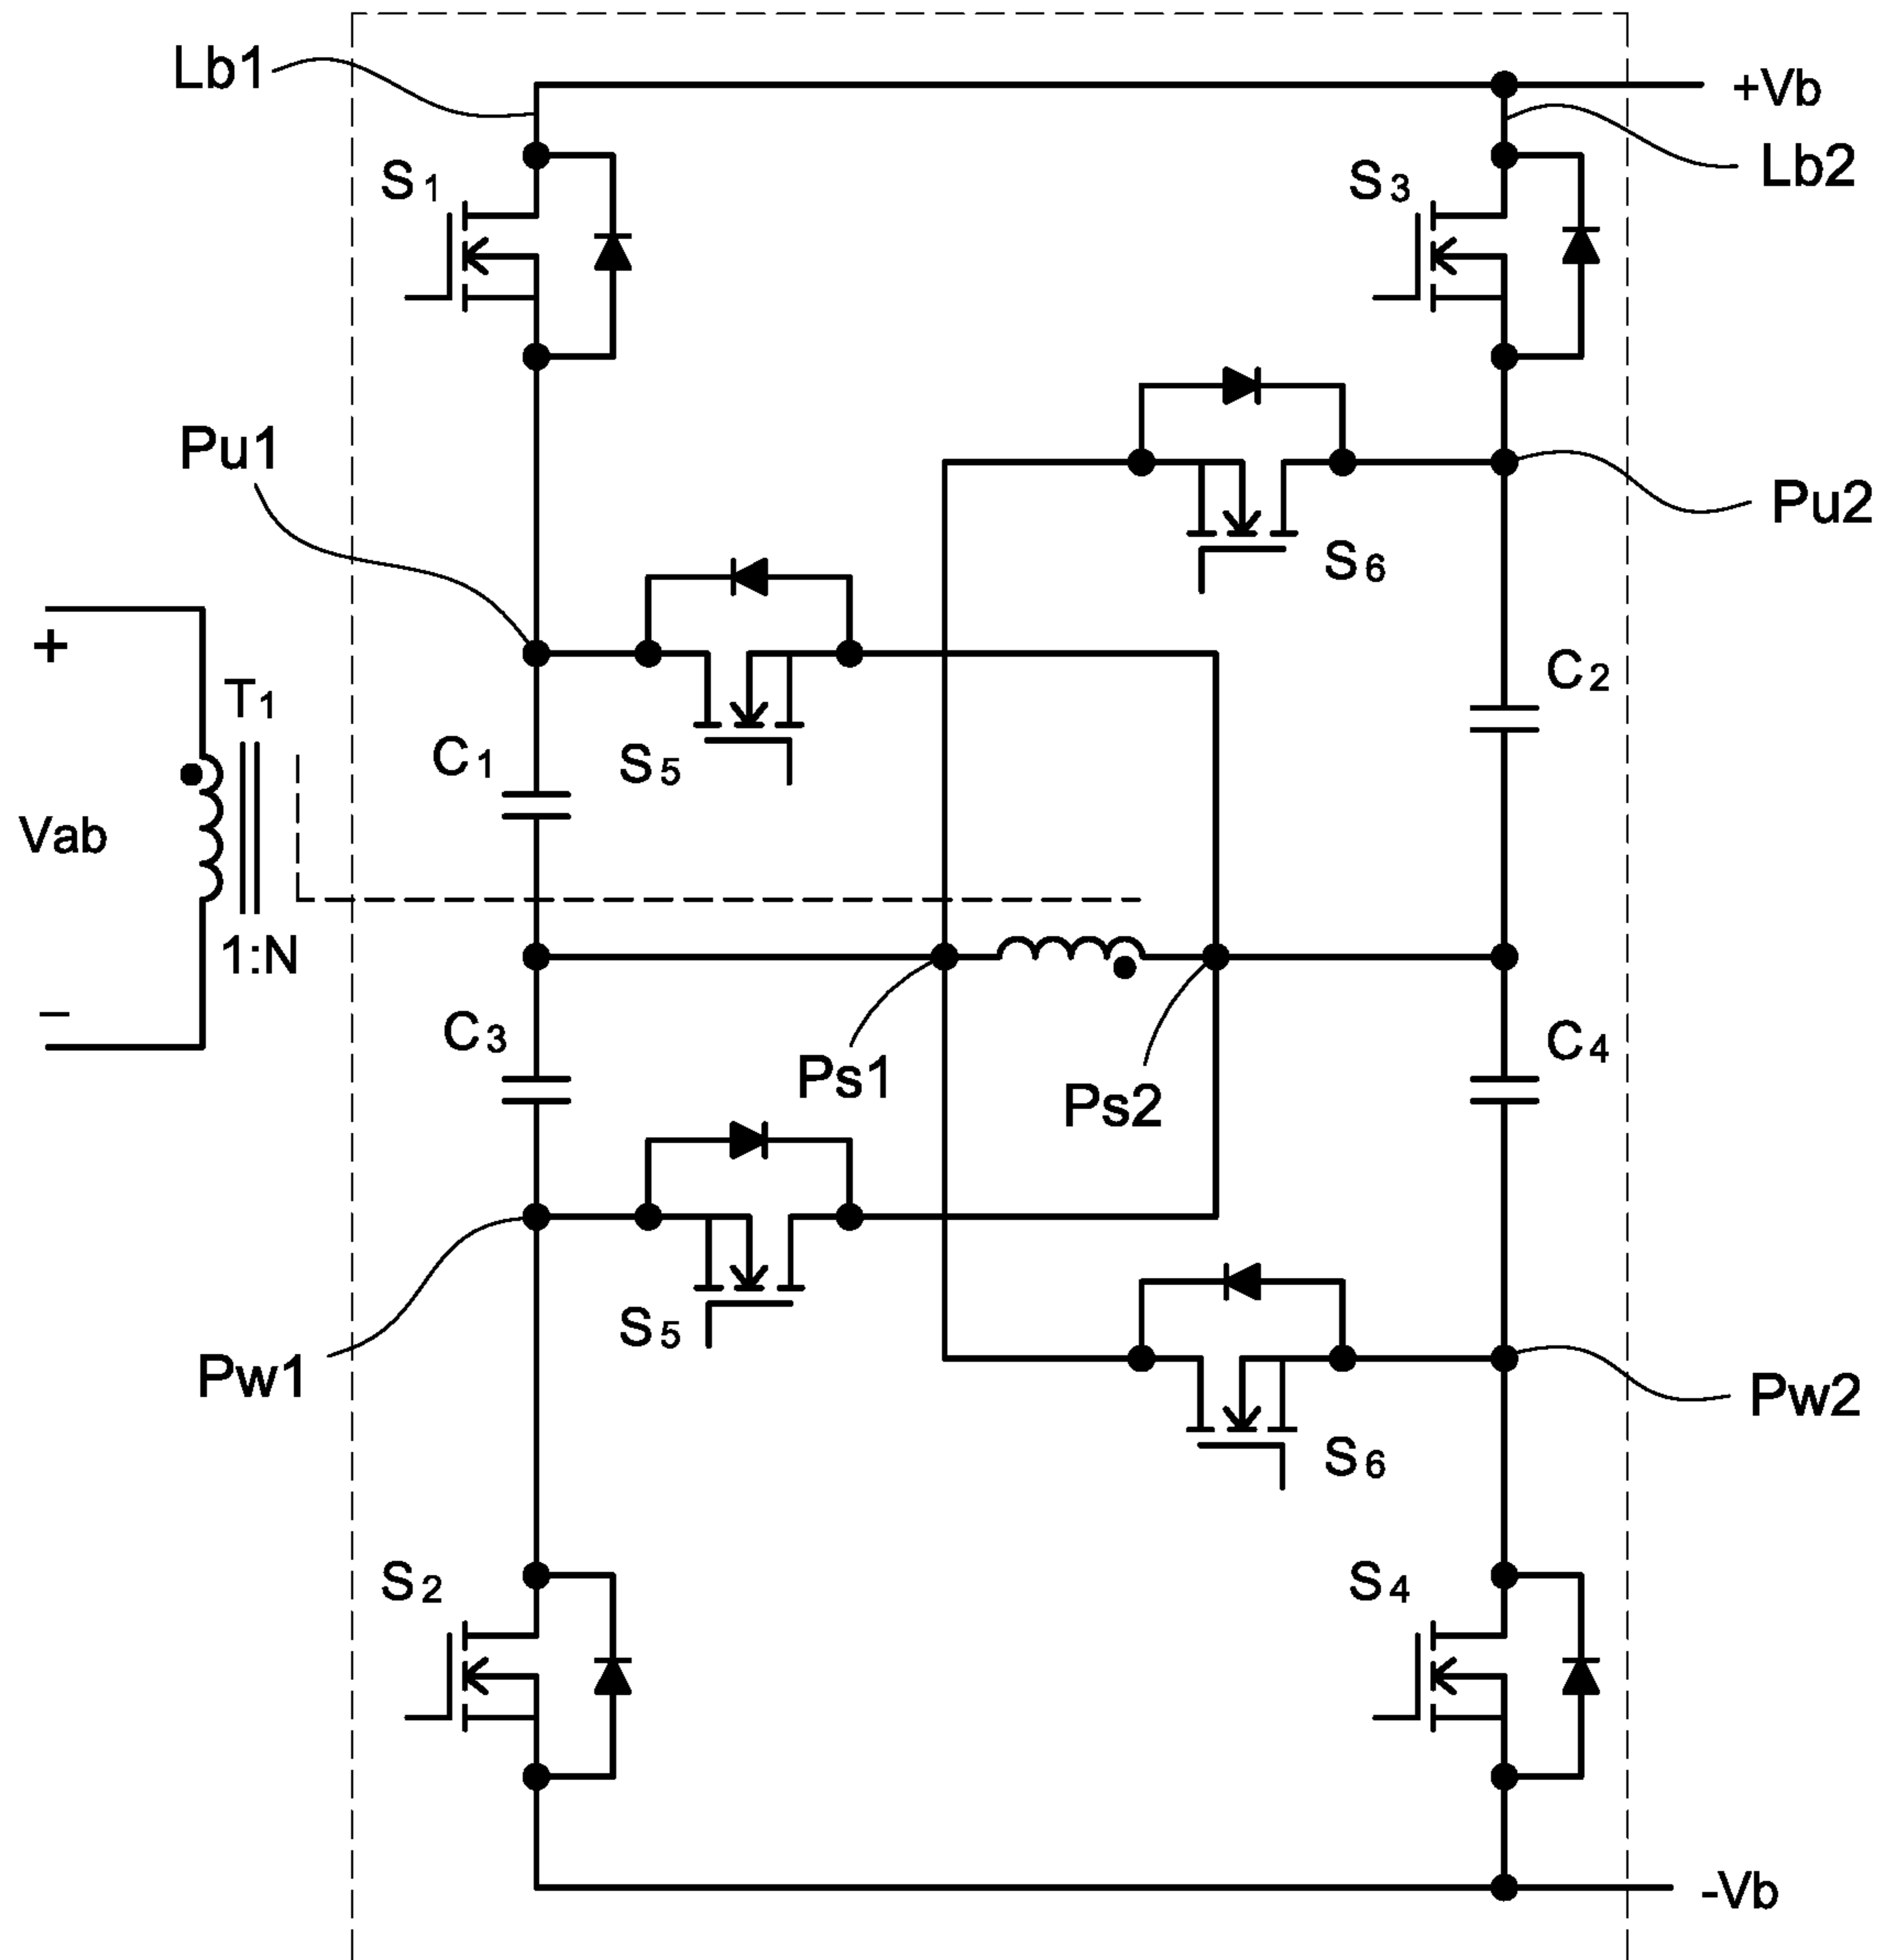 Lb1
+Vb
Lb2
S1
S3
Pu1
Pu2
S6
S5
C2
+
T1
C1
Vab
1:N
–
C3
C4
Ps1
Ps2
S5
Pw1
Pw2
S6
S2
S4
-Vb